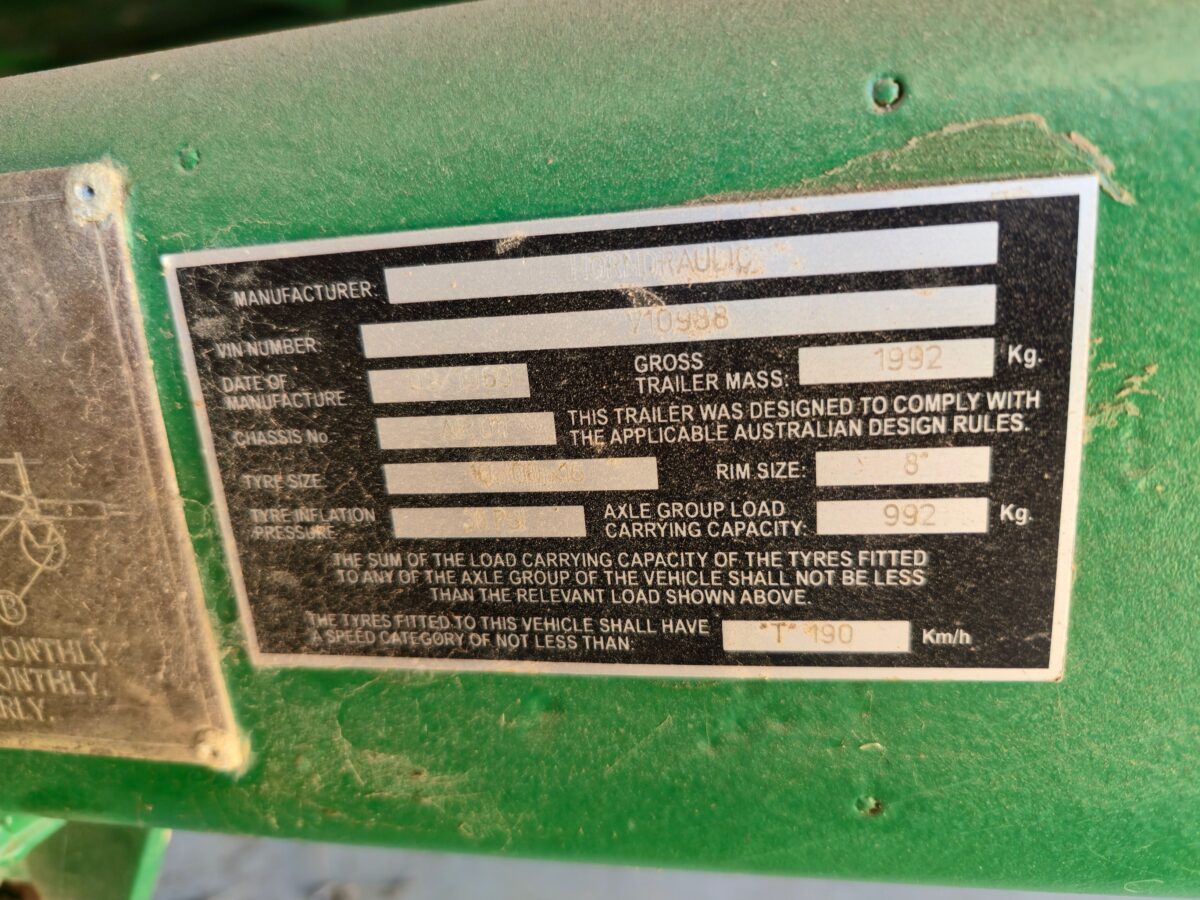 MANUFACTURER:
VIN NUMBER: V10988
DATE OF
MANUFACTURE
GROSS
TRAILER MASS: 1992 Kg.
CHASSIS No.
THIS TRAILER WAS DESIGNED TO COMPLY WITH
THE APPLICABLE AUSTRALIAN DESIGN RULES.
TYRE SIZE:
RIM SIZE: 8"
TYRE INFLATION
PRESSURE
AXLE GROUP LOAD
CARRYING CAPACITY: 992 Kg.
THE SUM OF THE LOAD CARRYING CAPACITY OF THE TYRES FITTED
TO ANY OF THE AXLE GROUP OF THE VEHICLE SHALL NOT BE LESS
THAN THE RELEVANT LOAD SHOWN ABOVE.
THE TYRES FITTED TO THIS VEHICLE SHALL HAVE
A SPEED CATEGORY OF NOT LESS THAN: "T" 190 Km/h
B